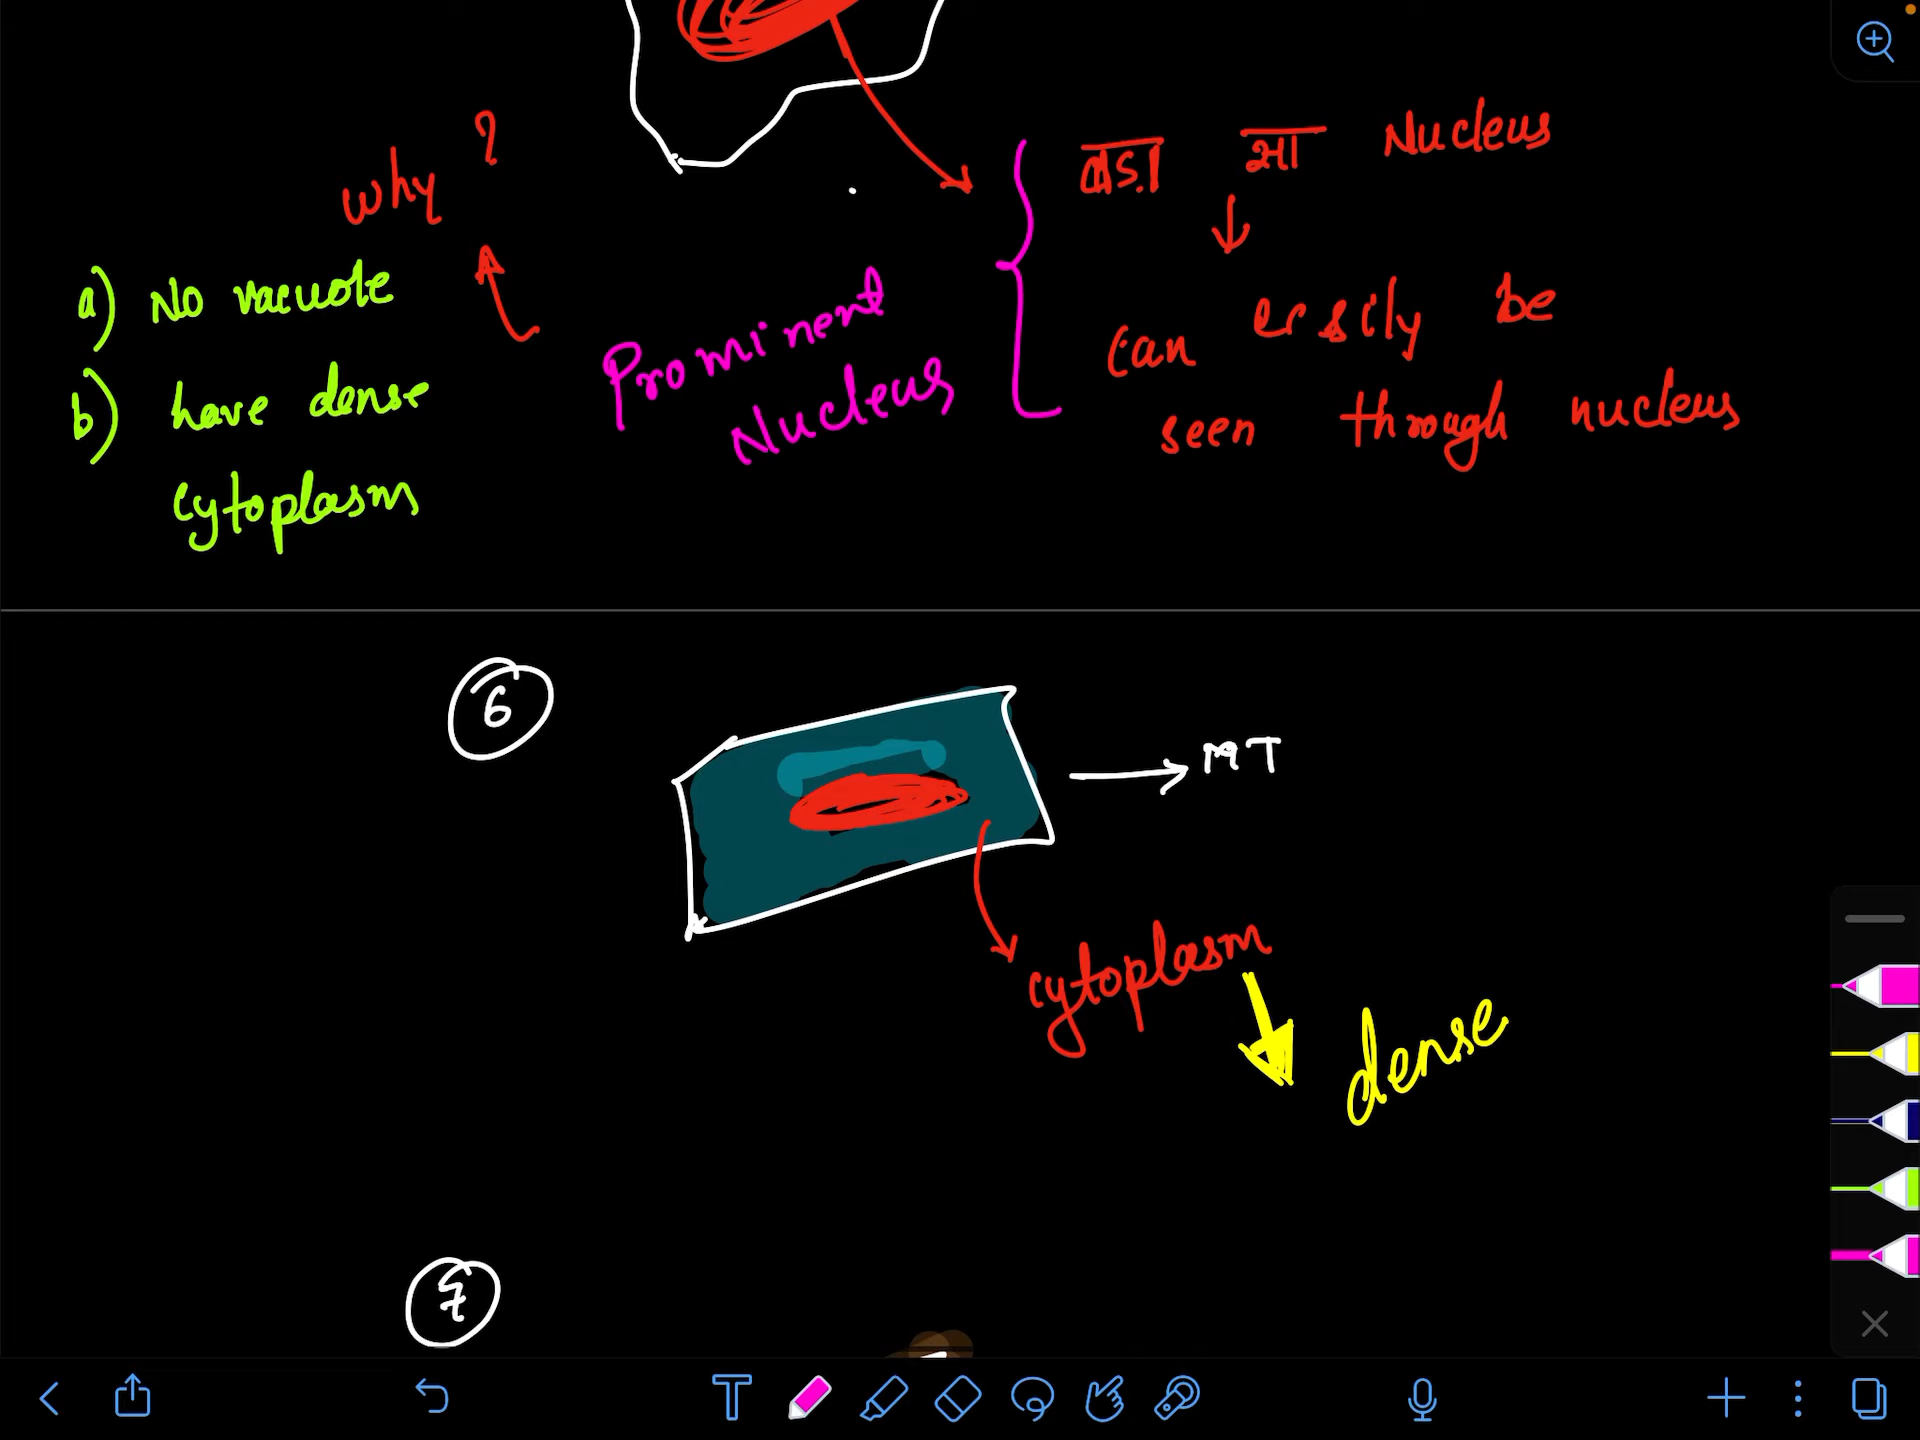 why ?
a) No vacuole
b) have dense
cytoplasm
Prominent
Nucleus
बड़ा सा Nucleus
↓
can easily be
seen through nucleus
6
→ MT
cytoplasm
dense
7